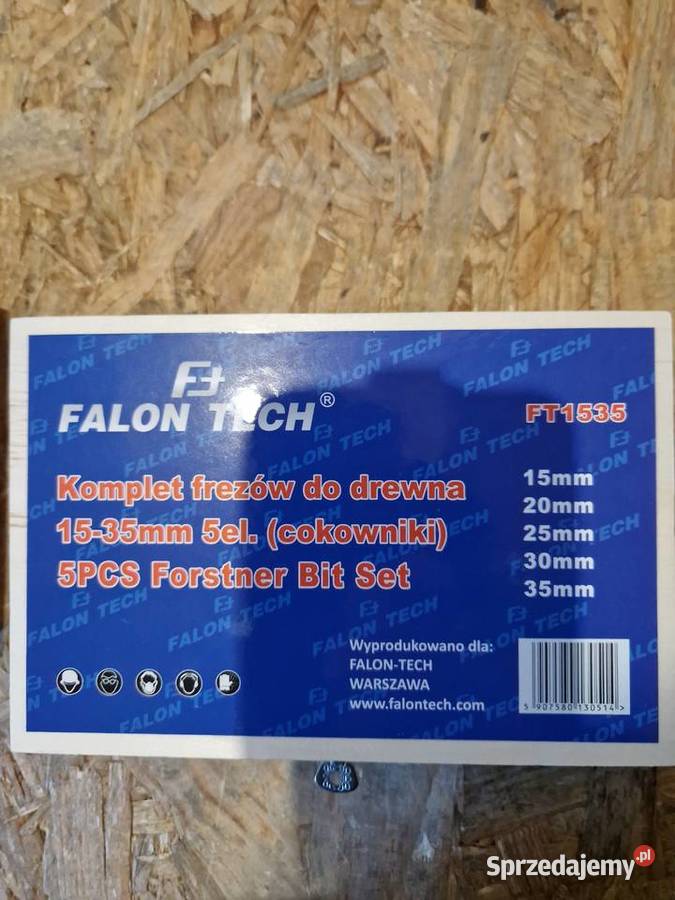 FALON TECH®
FT1535
Komplet frezów do drewna
15-35mm 5el. (cokowniki)
5PCS Forstner Bit Set
15mm
20mm
25mm
30mm
35mm
Wyprodukowano dla:
FALON-TECH
WARSZAWA
www.falontech.com
5 907580 130514 >
Sprzedajemy.pl